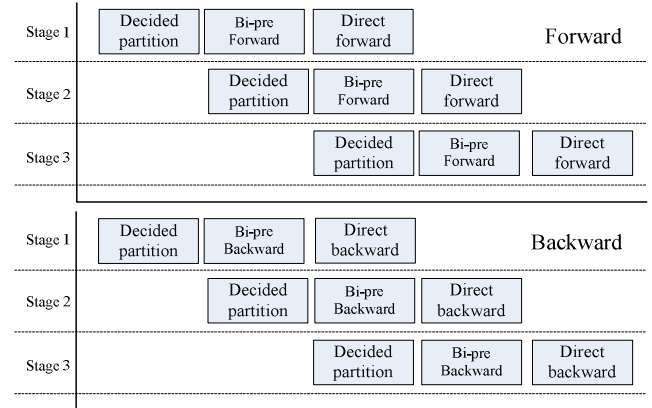 Stage 1 Decided partition Bi-pre Forward Direct forward Forward
Stage 2 Decided partition Bi-pre Forward Direct forward
Stage 3 Decided partition Bi-pre Forward Direct forward
Stage 1 Decided partition Bi-pre Backward Direct backward Backward
Stage 2 Decided partition Bi-pre Backward Direct backward
Stage 3 Decided partition Bi-pre Backward Direct backward